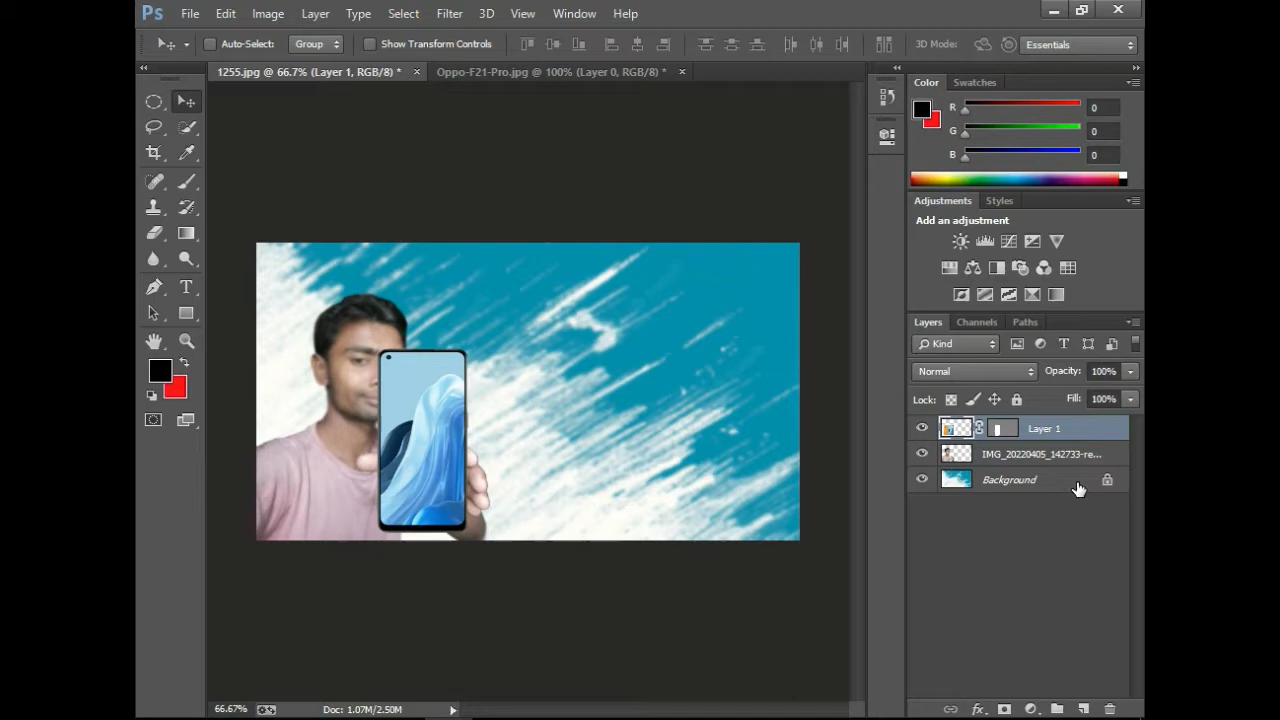 Ps File Edit Image Layer Type Select Filter 3D View Window Help
Auto-Select: Group Show Transform Controls 3D Mode: Essentials
1255.jpg @ 66.7% (Layer 1, RGB/8) * Oppo-F21-Pro.jpg @ 100% (Layer 0, RGB/8) *
Color Swatches
R 0
G 0
B 0
Adjustments Styles
Add an adjustment
Layers Channels Paths
Kind
Normal Opacity: 100%
Lock: Fill: 100%
Layer 1
IMG_20220405_142733-re...
Background
66.67% Doc: 1.07M/2.50M